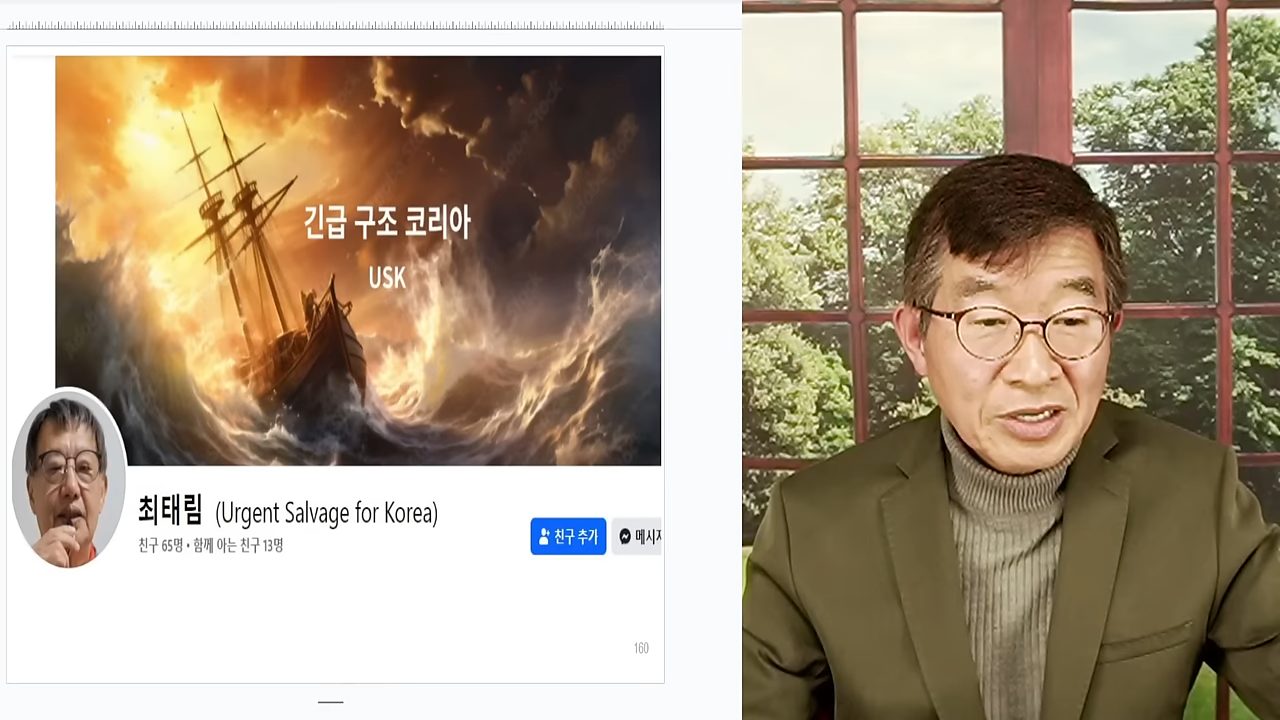 긴급 구조 코리아
USK
최태림 (Urgent Salvage for Korea)
친구 65명 • 함께 아는 친구 13명
친구 추가
메시지
160